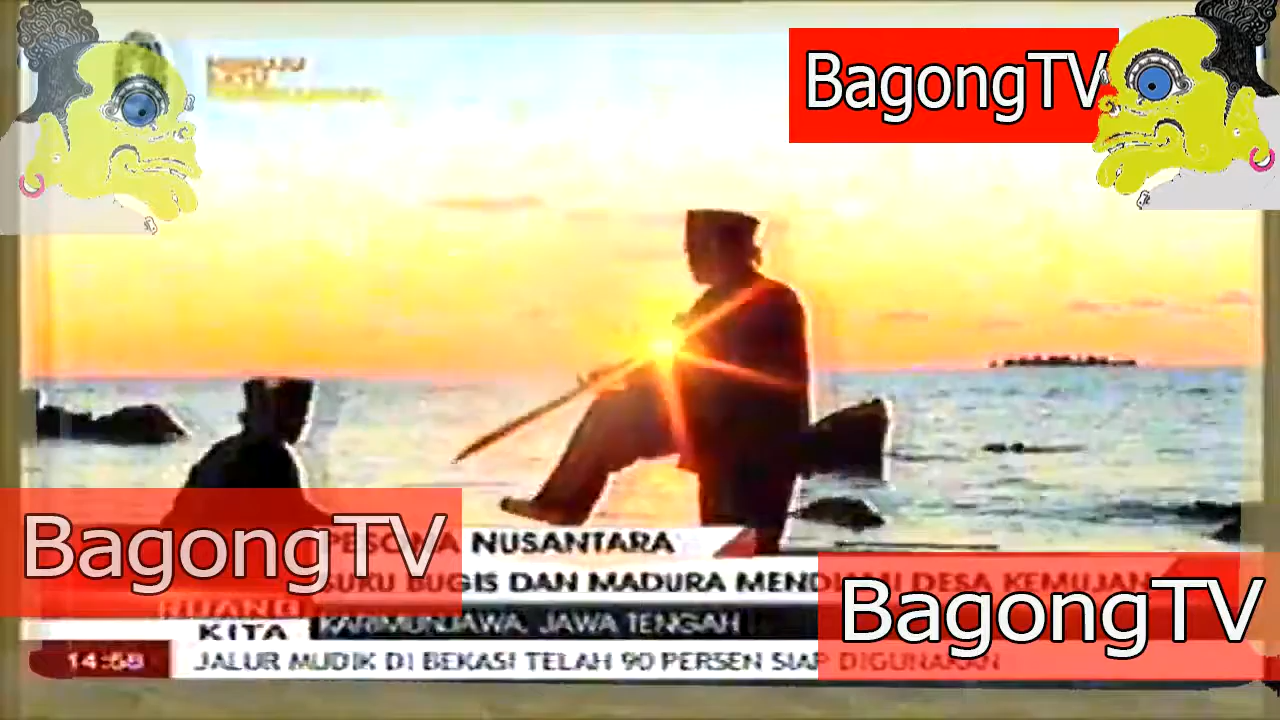 BagongTV
BagongTV
PESONA NUSANTARA
SUKU BUGIS DAN MADURA MENDIAMI DESA KEMUJAN
BagongTV
RUANG
KITA
KARIMUNJAWA, JAWA TENGAH
14:58
JALUR MUDIK DI BEKASI TELAH 90 PERSEN SIAP DIGUNAKAN